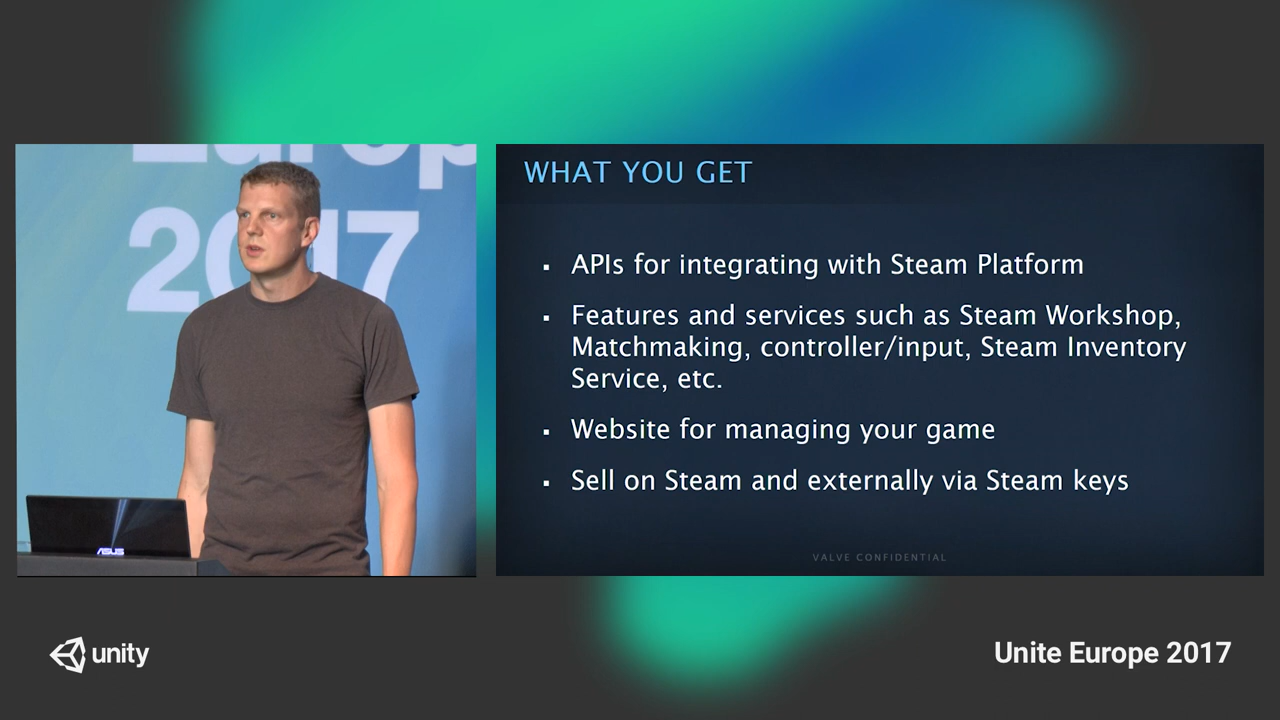 Europ
2017
ASUS
WHAT YOU GET
▪ APIs for integrating with Steam Platform
▪ Features and services such as Steam Workshop,
Matchmaking, controller/input, Steam Inventory
Service, etc.
▪ Website for managing your game
▪ Sell on Steam and externally via Steam keys
VALVE CONFIDENTIAL
unity
Unite Europe 2017